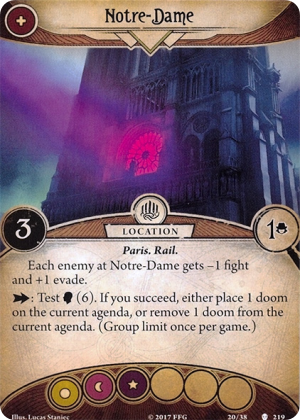 Notre-Dame
3
LOCATION
1
Paris. Rail.
Each enemy at Notre-Dame gets –1 fight
and +1 evade.
: Test (6). If you succeed, either place 1 doom
on the current agenda, or remove 1 doom from
the current agenda. (Group limit once per game.)
Illus. Lucas Staniec
© 2017 FFG
20/38
219